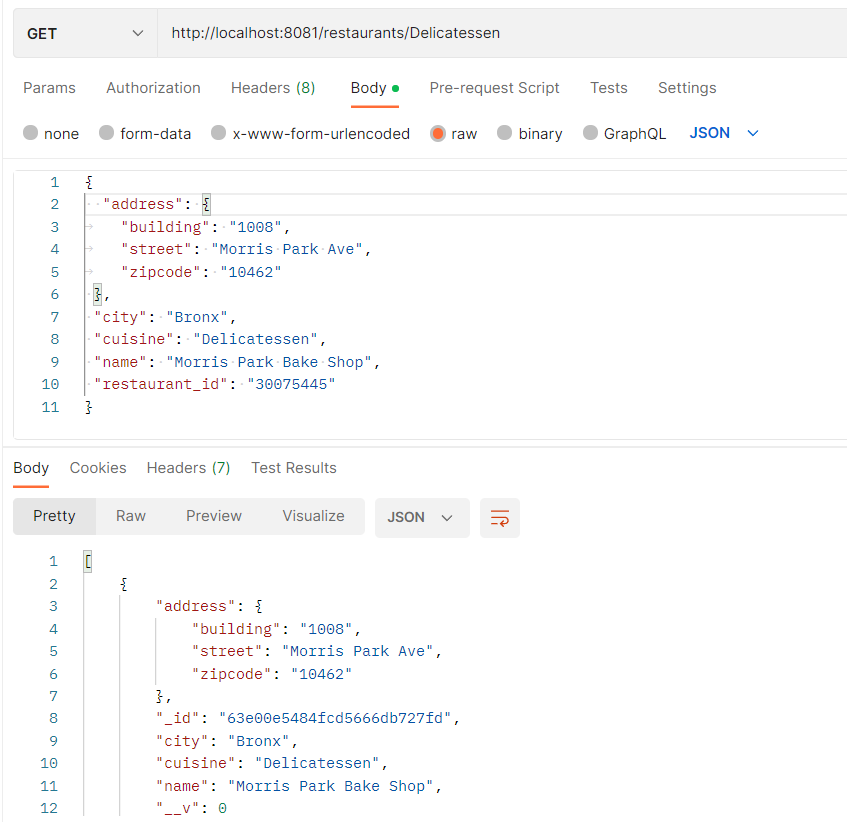 GET http://localhost:8081/restaurants/Delicatessen
Params Authorization Headers (8) Body Pre-request Script Tests Settings
none form-data x-www-form-urlencoded raw binary GraphQL JSON
1 {
2 "address": {
3 "building": "1008",
4 "street": "Morris Park Ave",
5 "zipcode": "10462"
6 },
7 "city": "Bronx",
8 "cuisine": "Delicatessen",
9 "name": "Morris Park Bake Shop",
10 "restaurant_id": "30075445"
11 }
Body Cookies Headers (7) Test Results
Pretty Raw Preview Visualize JSON
1 [
2 {
3 "address": {
4 "building": "1008",
5 "street": "Morris Park Ave",
6 "zipcode": "10462"
7 },
8 "_id": "63e00e5484fcd5666db727fd",
9 "city": "Bronx",
10 "cuisine": "Delicatessen",
11 "name": "Morris Park Bake Shop",
12 "__v": 0